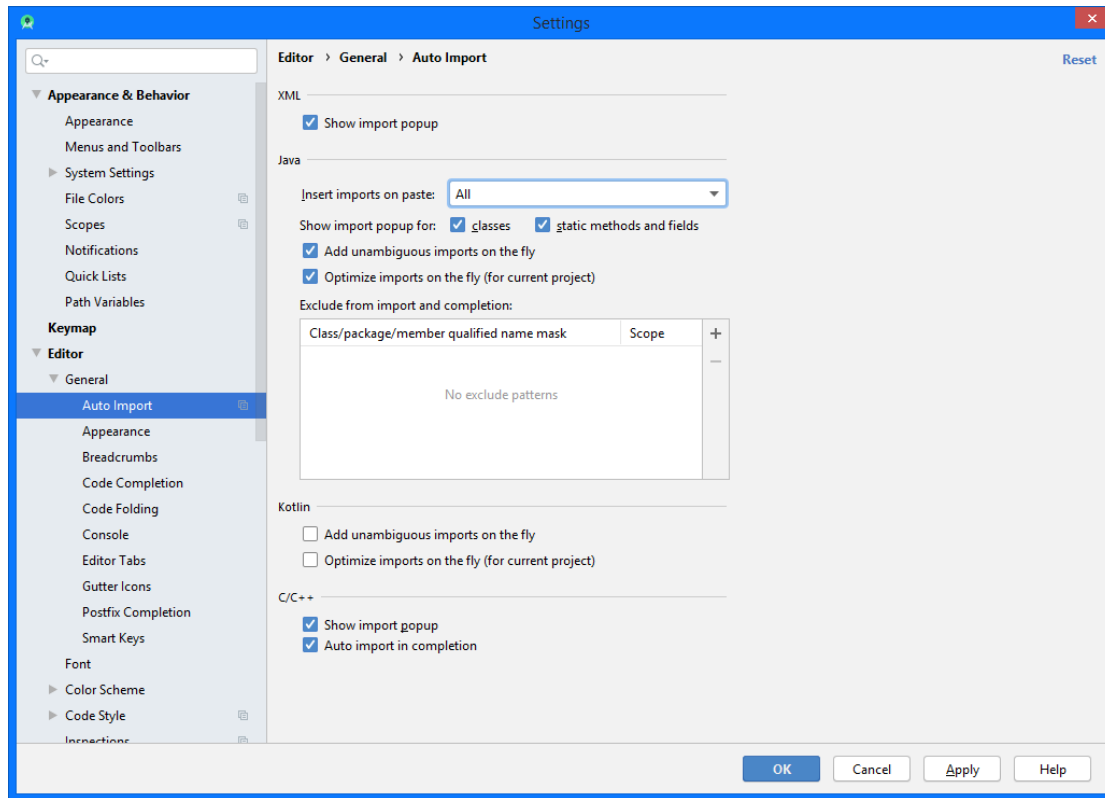 Settings
Appearance & Behavior
Appearance
Menus and Toolbars
System Settings
File Colors
Scopes
Notifications
Quick Lists
Path Variables
Keymap
Editor
General
Auto Import
Appearance
Breadcrumbs
Code Completion
Code Folding
Console
Editor Tabs
Gutter Icons
Postfix Completion
Smart Keys
Font
Color Scheme
Code Style
Inspections
Editor › General › Auto Import
Reset
XML
Show import popup
Java
Insert imports on paste: All
Show import popup for: classes static methods and fields
Add unambiguous imports on the fly
Optimize imports on the fly (for current project)
Exclude from import and completion:
Class/package/member qualified name mask Scope
No exclude patterns
Kotlin
Add unambiguous imports on the fly
Optimize imports on the fly (for current project)
C/C++
Show import popup
Auto import in completion
OK Cancel Apply Help